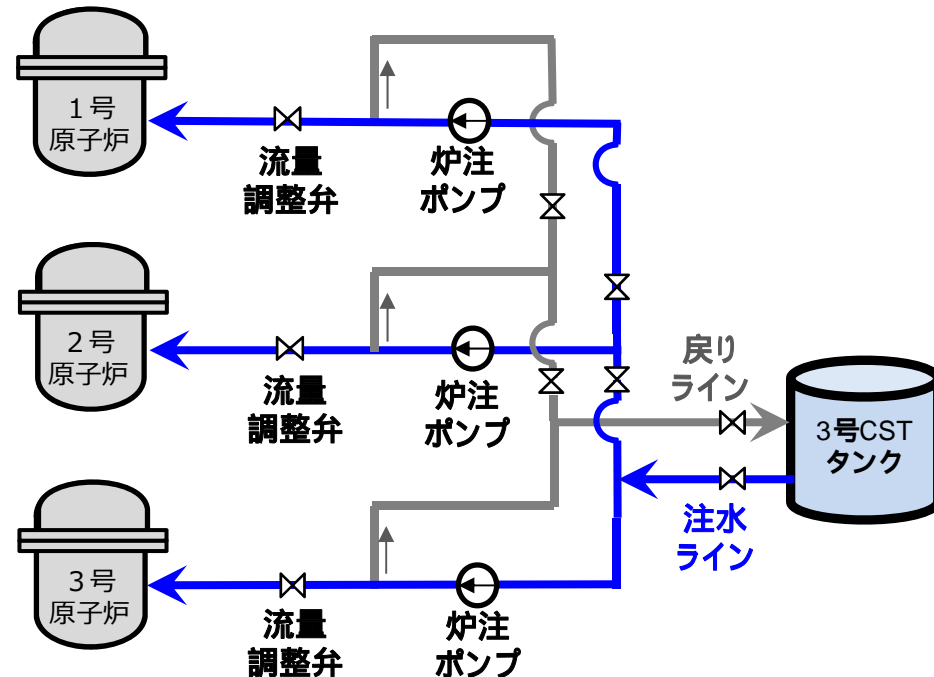 1号
原子炉
流量
調整弁
炉注
ポンプ
2号
原子炉
流量
調整弁
炉注
ポンプ
戻り
ライン
3号CST
タンク
注水
ライン
3号
原子炉
流量
調整弁
炉注
ポンプ